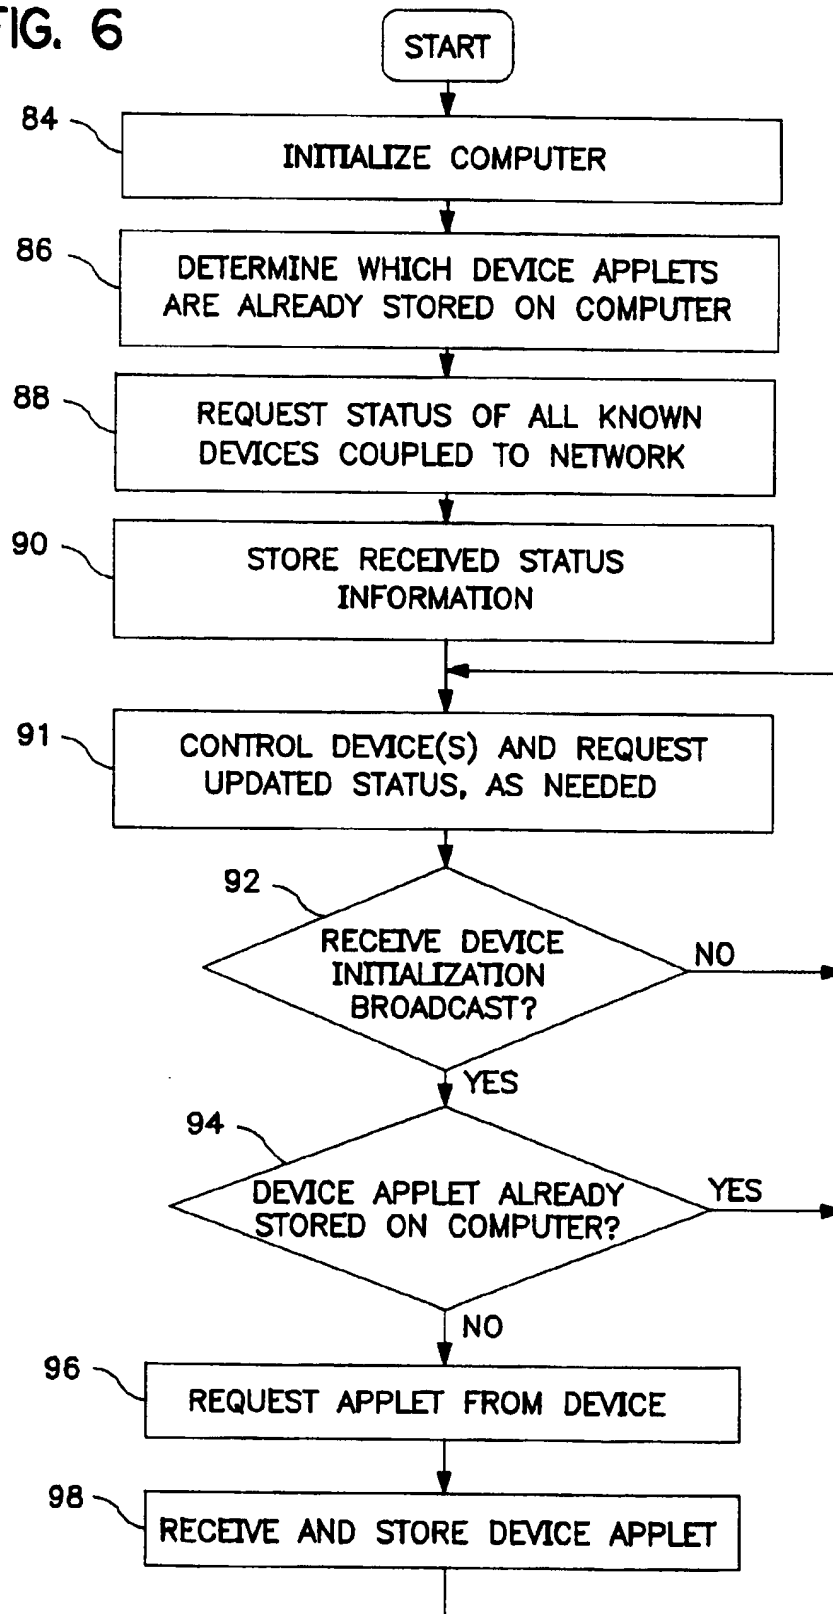 FIG. 6
START
84
INITIALIZE COMPUTER
86
DETERMINE WHICH DEVICE APPLETS
ARE ALREADY STORED ON COMPUTER
88
REQUEST STATUS OF ALL KNOWN
DEVICES COUPLED TO NETWORK
90
STORE RECEIVED STATUS
INFORMATION
91
CONTROL DEVICE(S) AND REQUEST
UPDATED STATUS, AS NEEDED
92
RECEIVE DEVICE
INITIALIZATION
BROADCAST?
NO
YES
94
DEVICE APPLET ALREADY
STORED ON COMPUTER?
YES
NO
96
REQUEST APPLET FROM DEVICE
98
RECEIVE AND STORE DEVICE APPLET